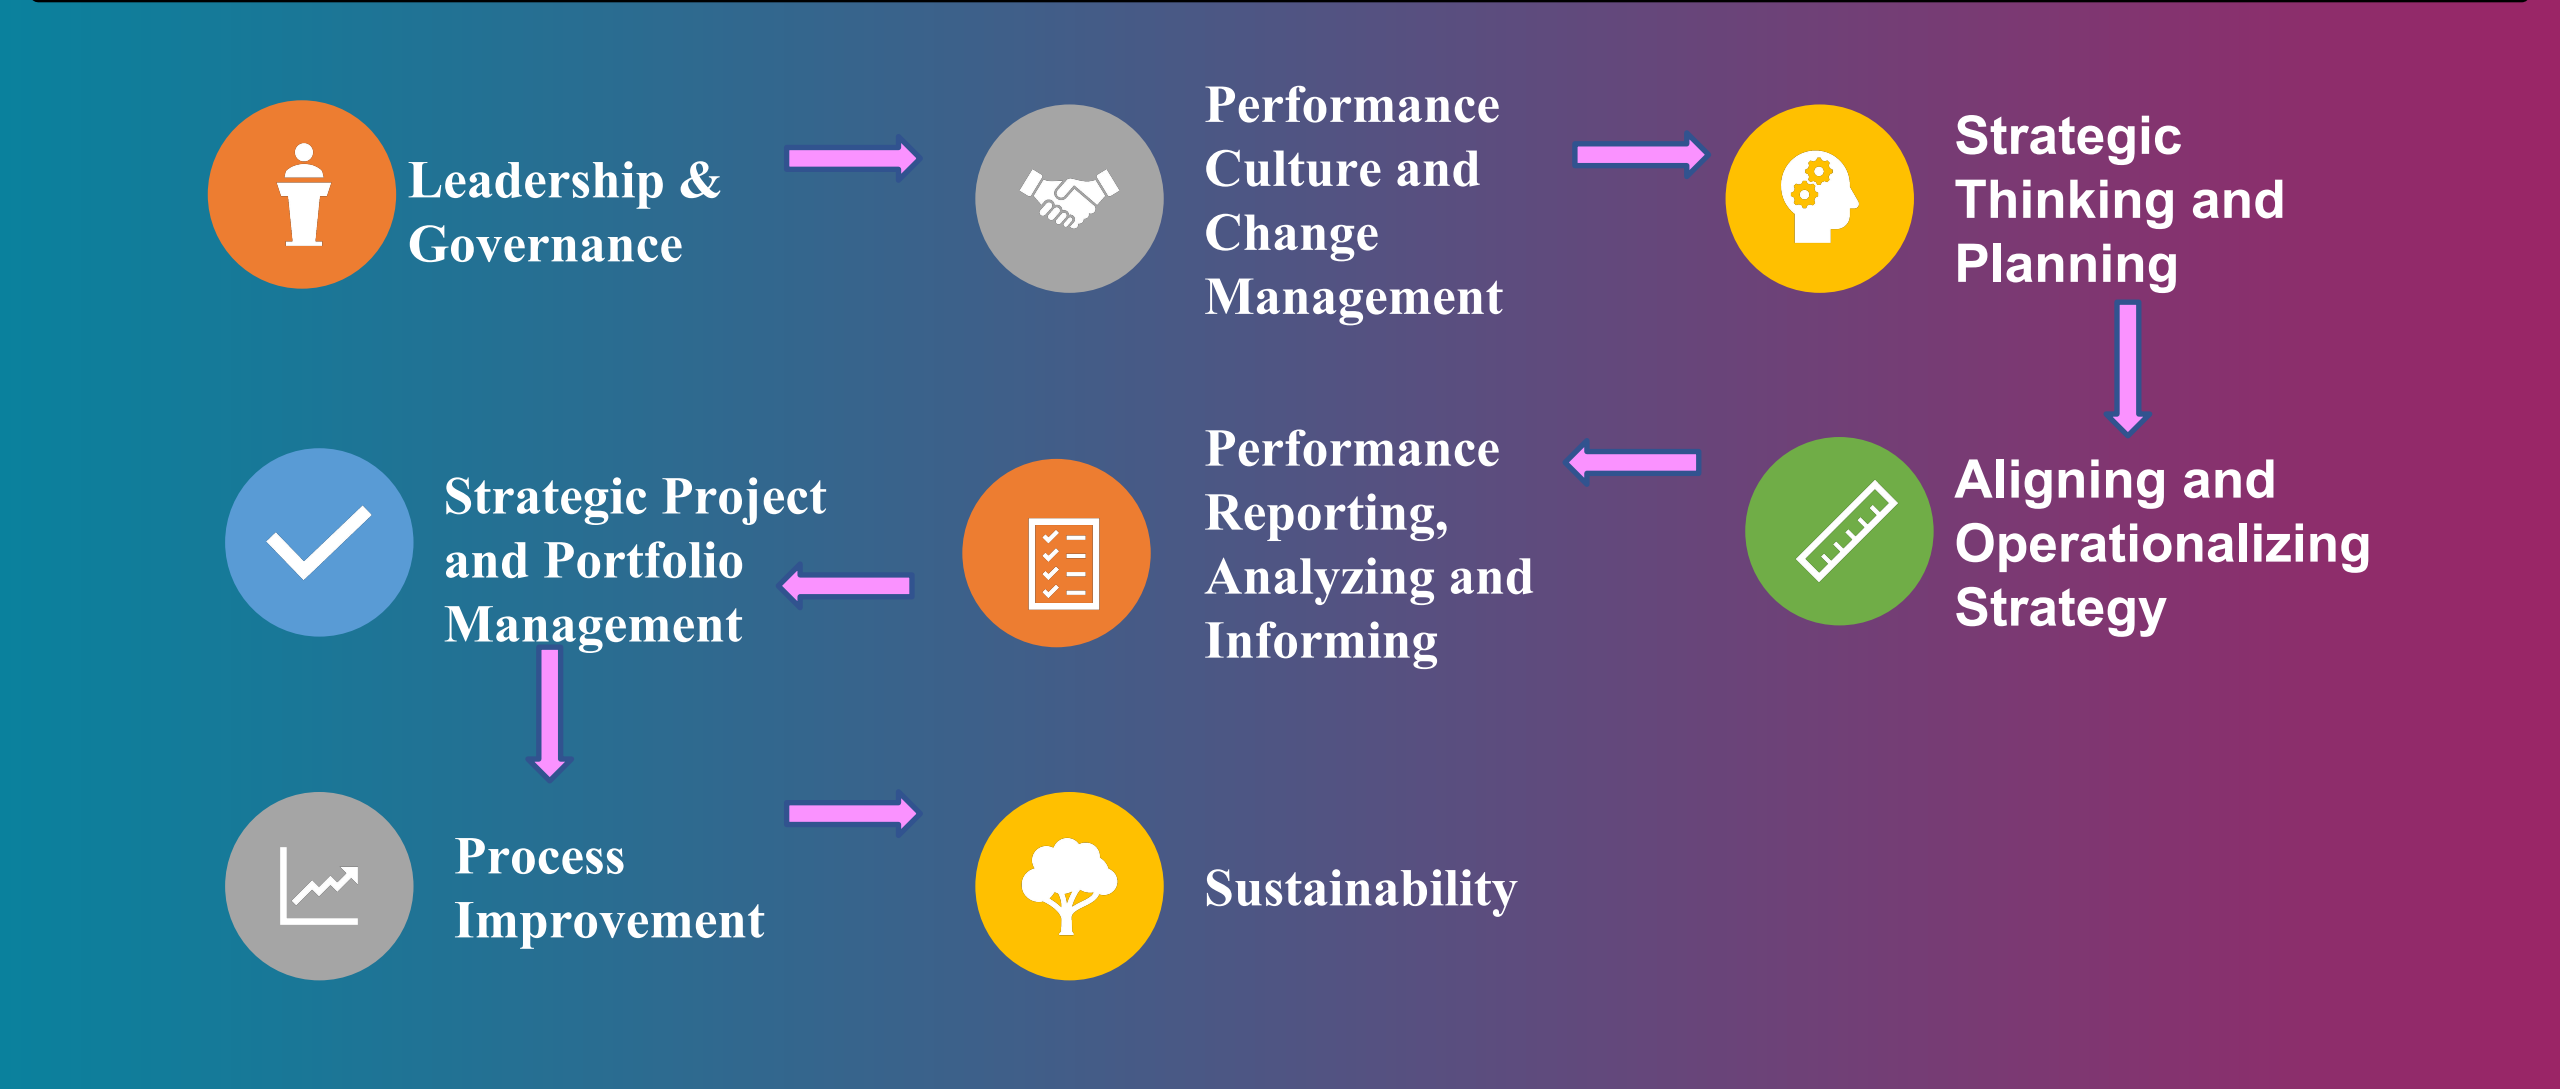 Leadership &
Governance
Performance
Culture and
Change
Management
Strategic
Thinking and
Planning
Aligning and
Operationalizing
Strategy
Performance
Reporting,
Analyzing and
Informing
Strategic Project
and Portfolio
Management
Process
Improvement
Sustainability